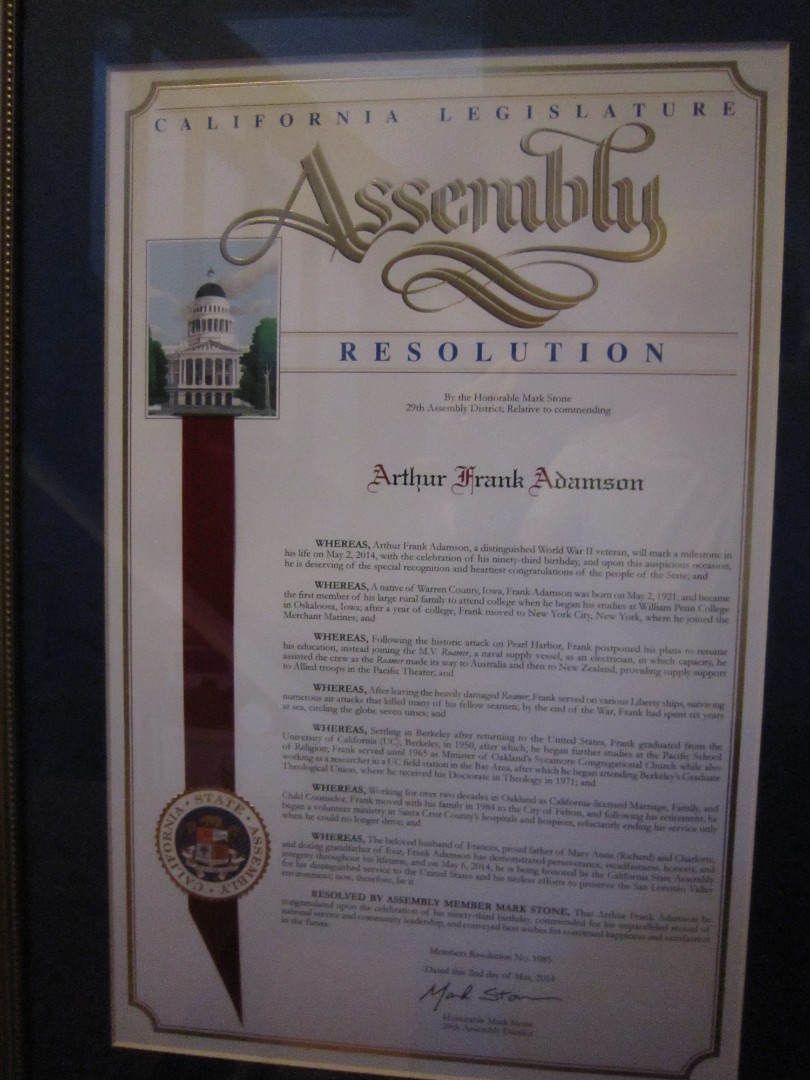 CALIFORNIA LEGISLATURE
Assembly
RESOLUTION
By the Honorable Mark Stone
29th Assembly District; Relative to commending
Arthur Frank Adamson
WHEREAS, Arthur Frank Adamson, a distinguished World War II veteran, will mark a milestone in
his life on May 2, 2014, with the celebration of his ninety-third birthday, and upon this auspicious occasion,
he is deserving of the special recognition and heartiest congratulations of the people of the State; and
WHEREAS, A native of Warren County, Iowa, Frank Adamson was born on May 2, 1921, and became
the first member of his large rural family to attend college when he began his studies at William Penn College
in Oskaloosa, Iowa; after a year of college, Frank moved to New York City, New York, where he joined the
Merchant Marines; and
WHEREAS, Following the historic attack on Pearl Harbor, Frank postponed his plans to resume
his education, instead joining the M.V. Roamer, a naval supply vessel, as an electrician, in which capacity, he
assisted the crew as the Roamer made its way to Australia and then to New Zealand, providing supply support
to Allied troops in the Pacific Theater; and
WHEREAS, After leaving the heavily damaged Roamer, Frank served on various Liberty ships, surviving
numerous air attacks that killed many of his fellow seamen; by the end of the War, Frank had spent six years
at sea, circling the globe seven times; and
WHEREAS, Settling in Berkeley after returning to the United States, Frank graduated from the
University of California (UC), Berkeley, in 1950, after which, he began further studies at the Pacific School
of Religion; Frank served until 1965 as Minister of Oakland's Sycamore Congregational Church while also
working as a researcher in a UC field station in the Bay Area, after which he began attending Berkeley's Graduate
Theological Union, where he received his Doctorate in Theology in 1971; and
WHEREAS, Working for over two decades in Oakland as California-licensed Marriage, Family, and
Child Counselor, Frank moved with his family in 1984 to the City of Felton, and following his retirement, he
began a volunteer ministry in Santa Cruz County's hospitals and hospices, reluctantly ending his service only
when he could no longer drive; and
WHEREAS, The beloved husband of Frances, proud father of Mary Anne (Richard) and Charlotte,
and doting grandfather of four, Frank Adamson has demonstrated perseverance, steadfastness, honesty, and
integrity throughout his lifetime, and on May 6, 2014, he is being honored by the California State Assembly
for his distinguished service to the United States and his tireless efforts to preserve the San Lorenzo Valley
environment; now, therefore, be it
RESOLVED BY ASSEMBLY MEMBER MARK STONE, That Arthur Frank Adamson be
congratulated upon the celebration of his ninety-third birthday, commended for his unparalleled record of
national service and community leadership, and conveyed best wishes for continued happiness and satisfaction
in the future.
Members Resolution No. 1085
Dated this 2nd day of May, 2014
Mark Stone
Honorable Mark Stone
29th Assembly District
CALIFORNIA • STATE • ASSEMBLY